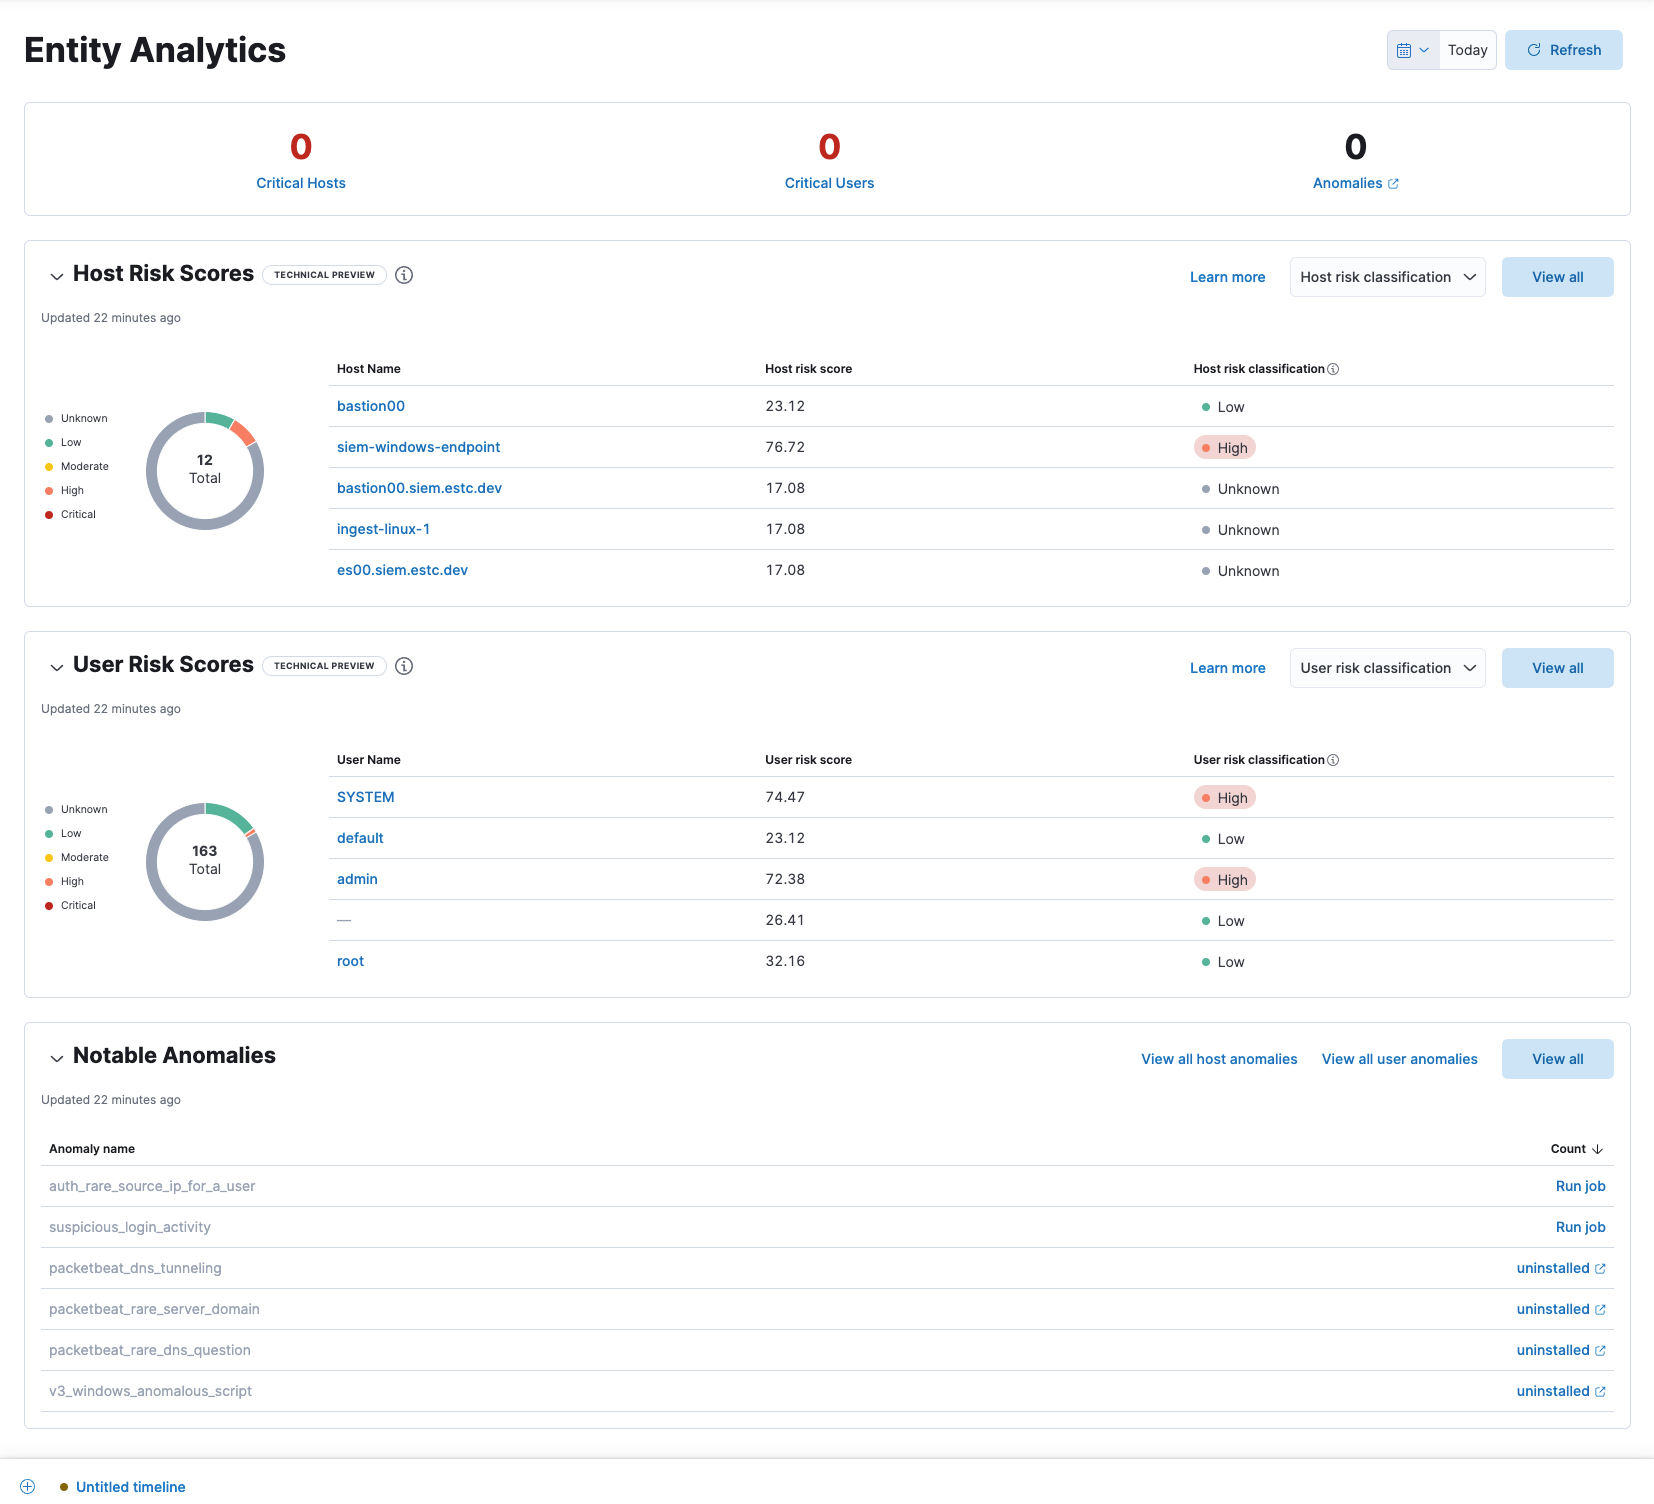 Entity Analytics
Today
Refresh
0
Critical Hosts
0
Critical Users
0
Anomalies
Host Risk Scores TECHNICAL PREVIEW
Learn more
Host risk classification
View all
Updated 22 minutes ago
Unknown
Low
Moderate
High
Critical
12
Total
Host Name Host risk score Host risk classification
bastion00 23.12 Low
siem-windows-endpoint 76.72 High
bastion00.siem.estc.dev 17.08 Unknown
ingest-linux-1 17.08 Unknown
es00.siem.estc.dev 17.08 Unknown
User Risk Scores TECHNICAL PREVIEW
Learn more
User risk classification
View all
Updated 22 minutes ago
Unknown
Low
Moderate
High
Critical
163
Total
User Name User risk score User risk classification
SYSTEM 74.47 High
default 23.12 Low
admin 72.38 High
— 26.41 Low
root 32.16 Low
Notable Anomalies
View all host anomalies
View all user anomalies
View all
Updated 22 minutes ago
Anomaly name Count
auth_rare_source_ip_for_a_user Run job
suspicious_login_activity Run job
packetbeat_dns_tunneling uninstalled
packetbeat_rare_server_domain uninstalled
packetbeat_rare_dns_question uninstalled
v3_windows_anomalous_script uninstalled
Untitled timeline